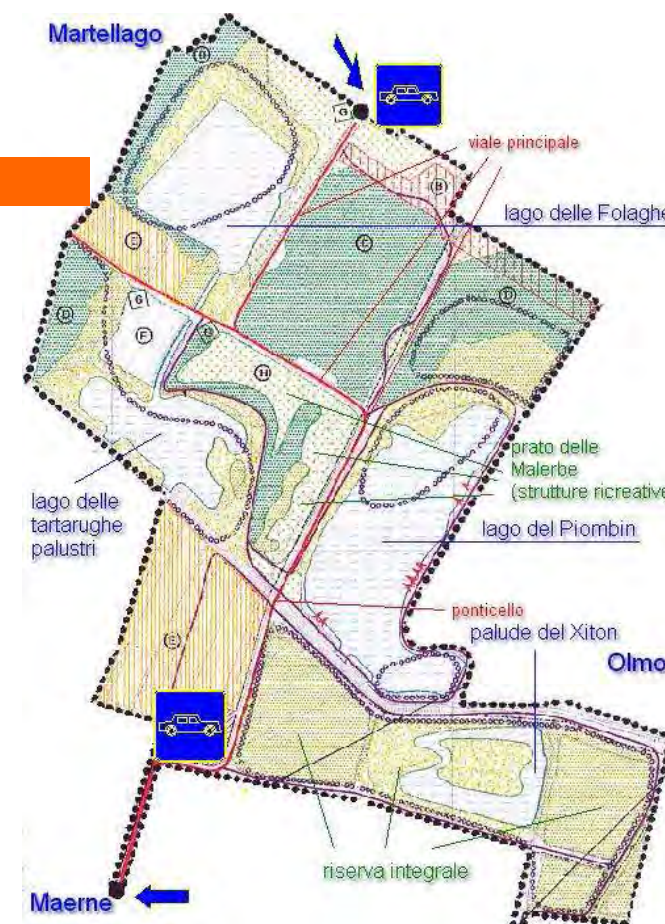 Martellago
G
D
viale principale
B
lago delle Folaghe
E
E
D
G
D
F
G
H
prato delle
Malerbe
(strutture ricreative
lago delle
tartarughe
palustri
lago del Piombin
ponticello
palude del Xiton
E
Olmo
riserva integrale
Maerne